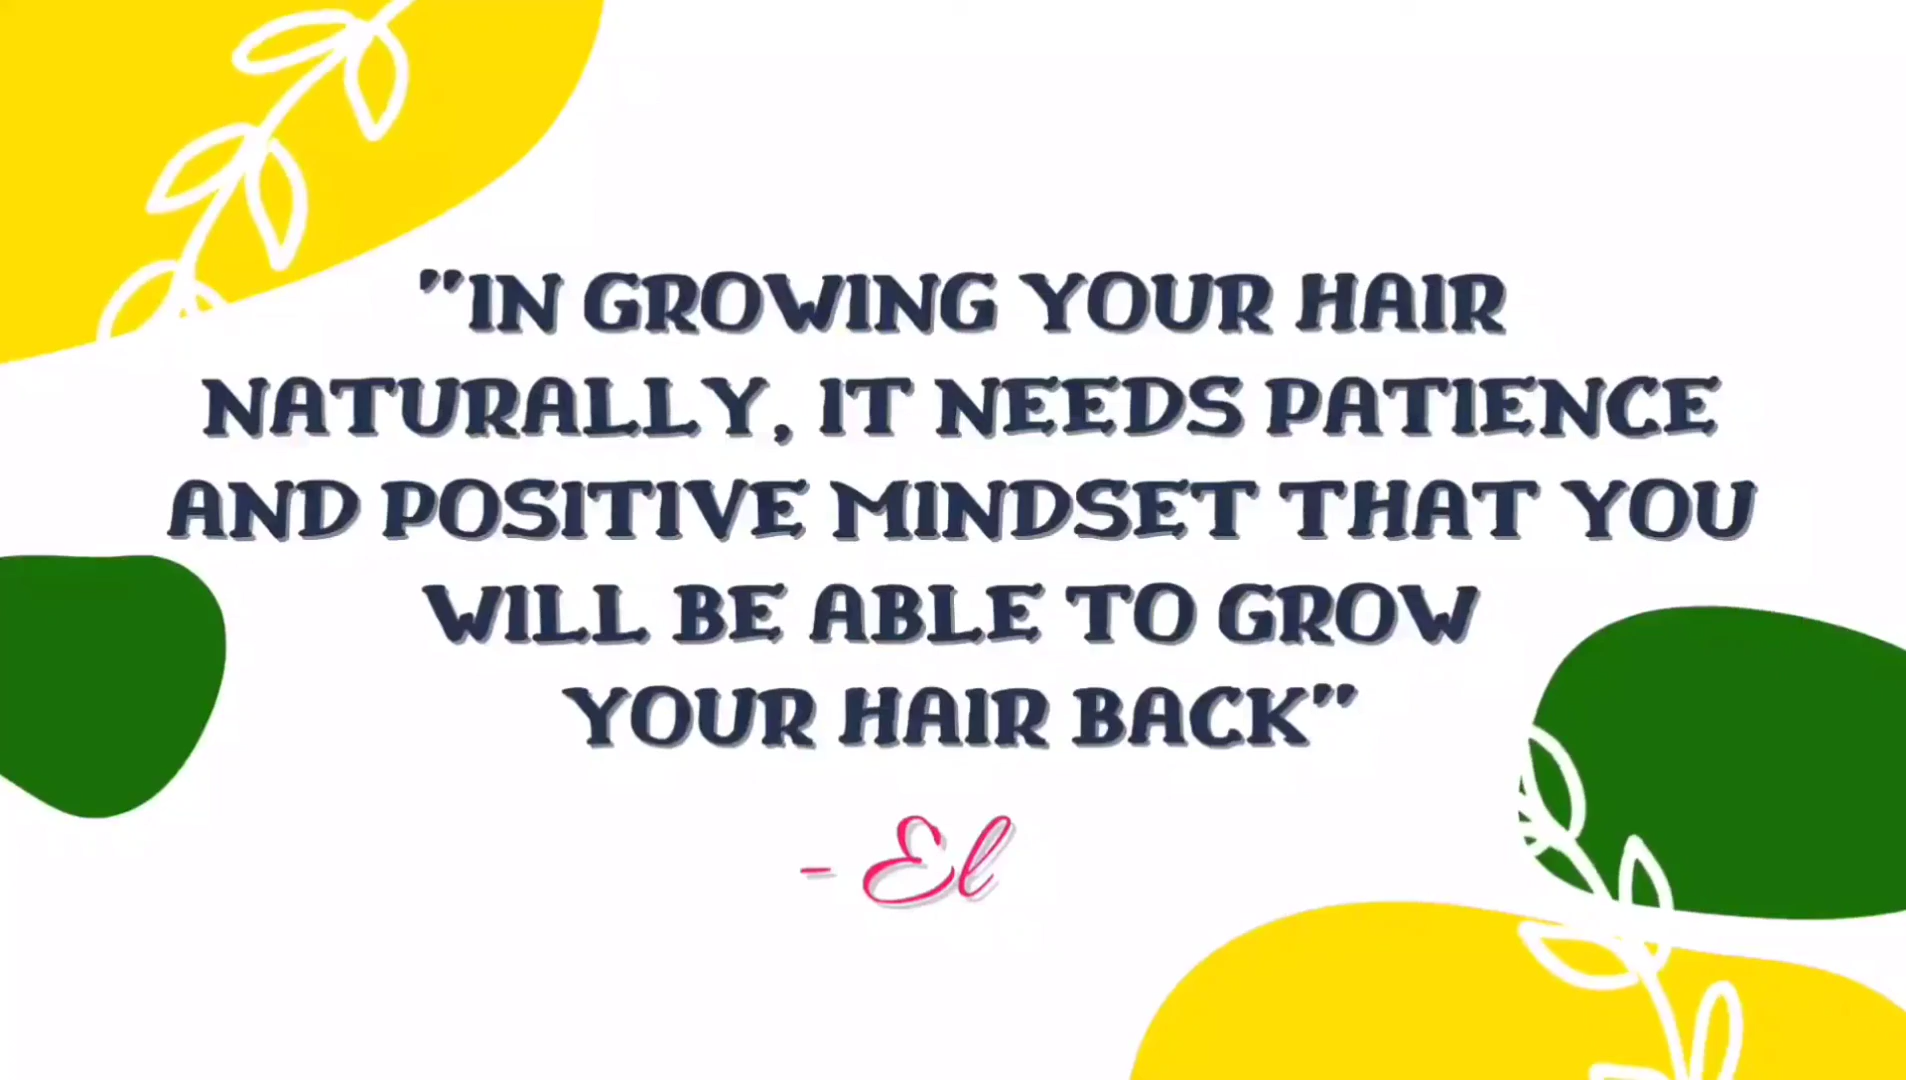 "IN GROWING YOUR HAIR
NATURALLY, IT NEEDS PATIENCE
AND POSITIVE MINDSET THAT YOU
WILL BE ABLE TO GROW
YOUR HAIR BACK"
- El